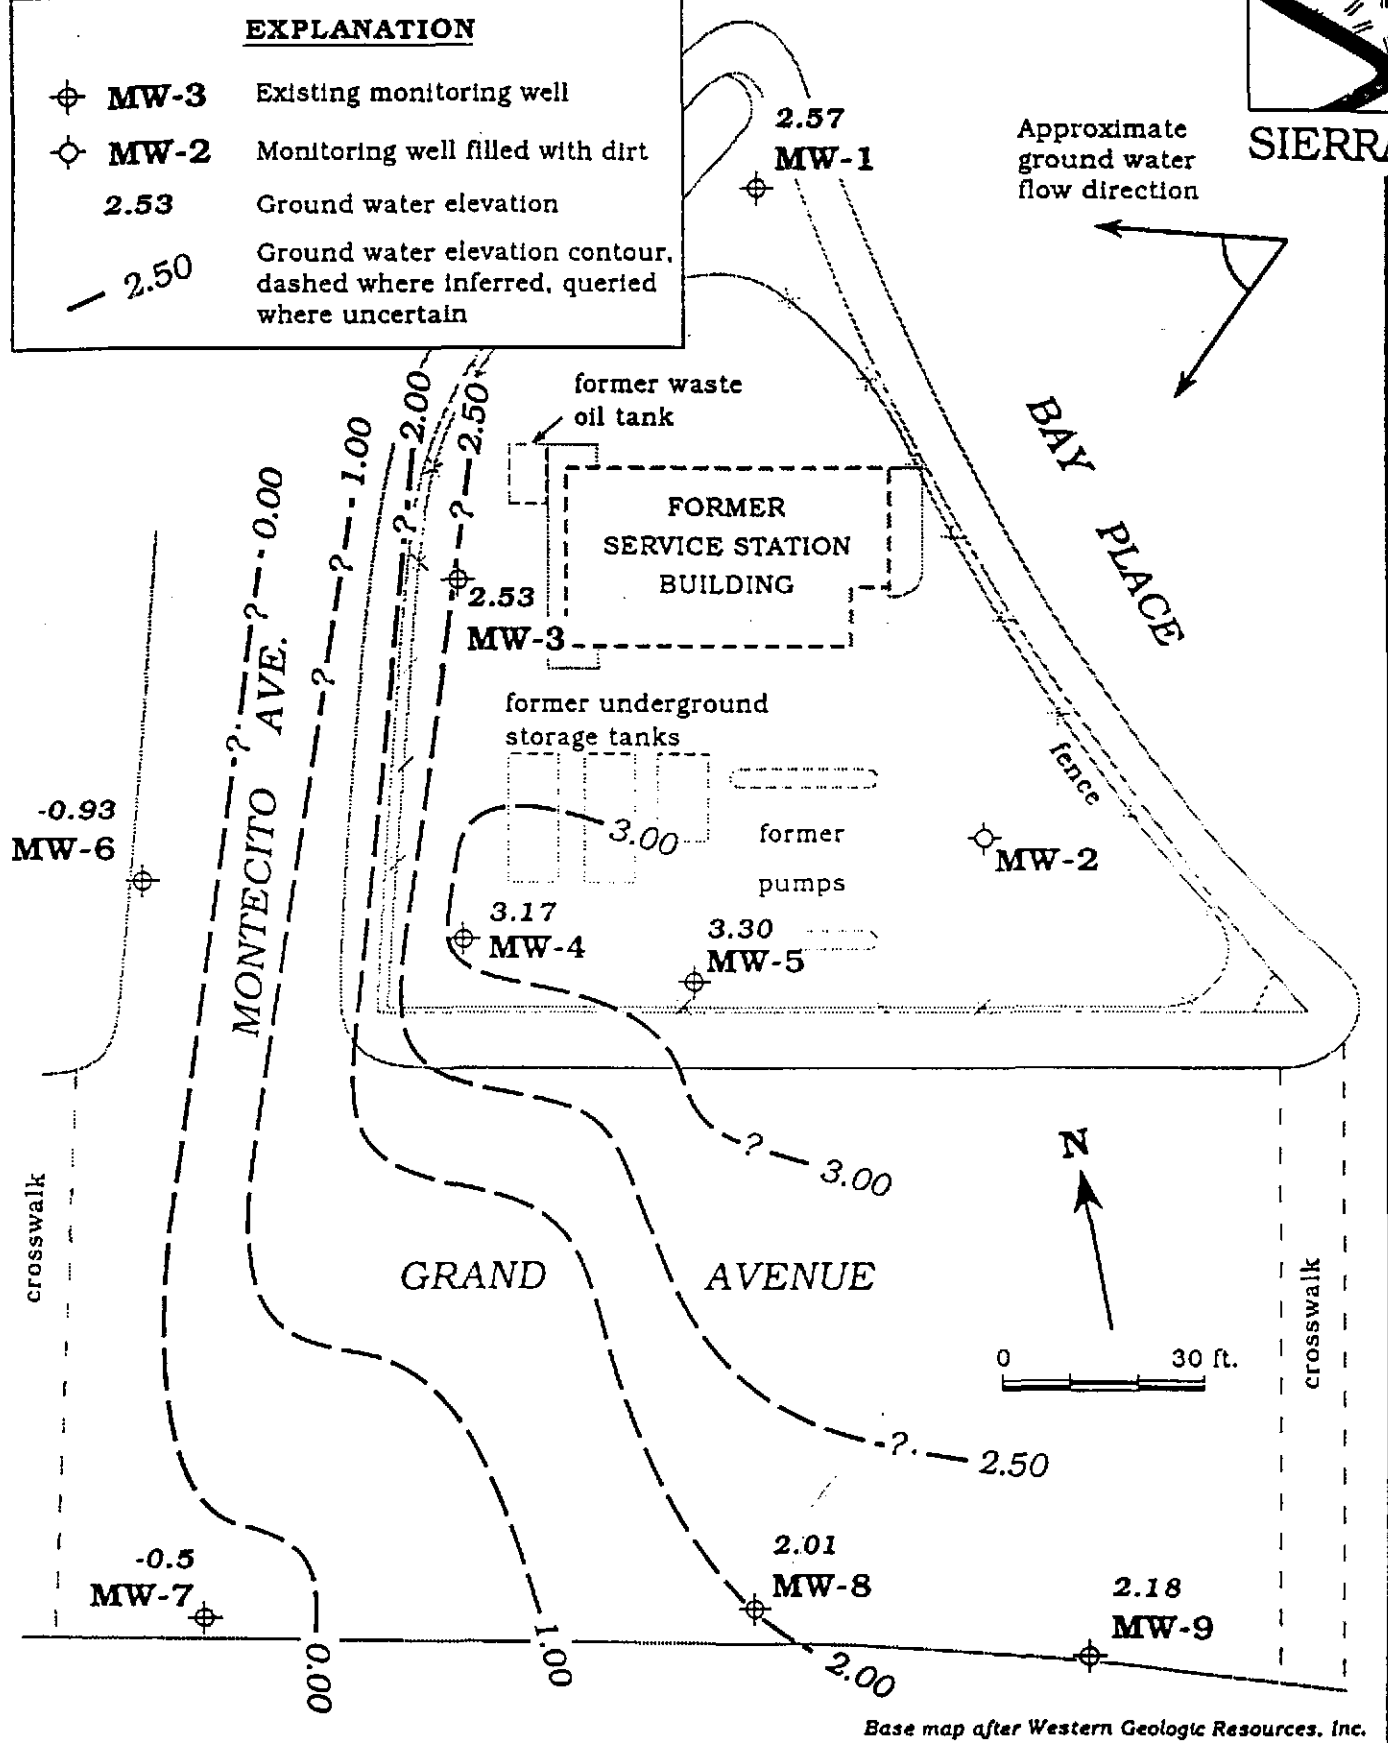 EXPLANATION
MW-3 Existing monitoring well
MW-2 Monitoring well filled with dirt
2.53 Ground water elevation
2.50 Ground water elevation contour,
dashed where inferred, queried
where uncertain
2.57
MW-1
Approximate
ground water
flow direction
former waste
oil tank
0.00
1.00
2.00
2.50
?
?
?
?
?
?
?
BAY PLACE
FORMER
SERVICE STATION
BUILDING
2.53
MW-3
former underground
storage tanks
fence
MONTECITO AVE.
-0.93
MW-6
3.00
former
pumps
MW-2
3.17
MW-4
3.30
MW-5
? 3.00
N
crosswalk
GRAND AVENUE
crosswalk
0 30 ft.
? 2.50
-0.5
MW-7
2.01
MW-8
2.18
MW-9
0.00
1.00
2.00
Base map after Western Geologic Resources, Inc.